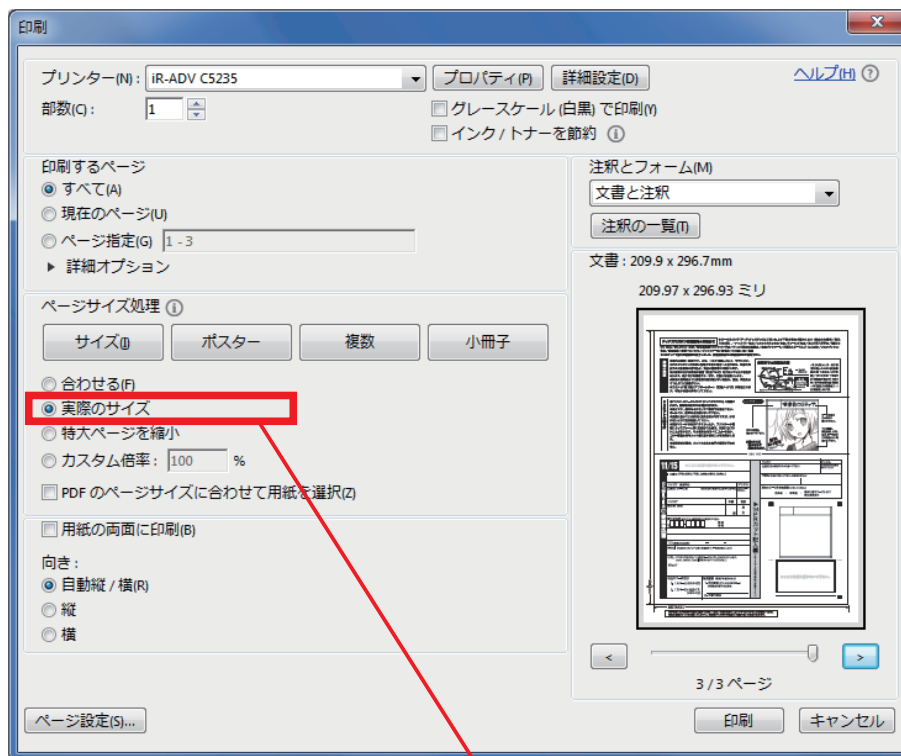 印刷
プリンター(N): iR-ADV C5235 プロパティ(P) 詳細設定(D) ヘルプ(H)
部数(C): 1 グレースケール (白黒) で印刷(Y)
インク / トナーを節約
印刷するページ
すべて(A)
現在のページ(U)
ページ指定(G) 1 - 3
詳細オプション
ページサイズ処理
サイズ(I) ポスター 複数 小冊子
合わせる(F)
実際のサイズ
特大ページを縮小
カスタム倍率: 100 %
PDF のページサイズに合わせて用紙を選択(Z)
用紙の両面に印刷(B)
向き :
自動縦 / 横(R)
縦
横
注釈とフォーム(M)
文書と注釈
注釈の一覧(T)
文書 : 209.9 x 296.7mm
209.97 x 296.93 ミリ
11/15
< >
3 / 3 ページ
ページ設定(S)... 印刷 キャンセル